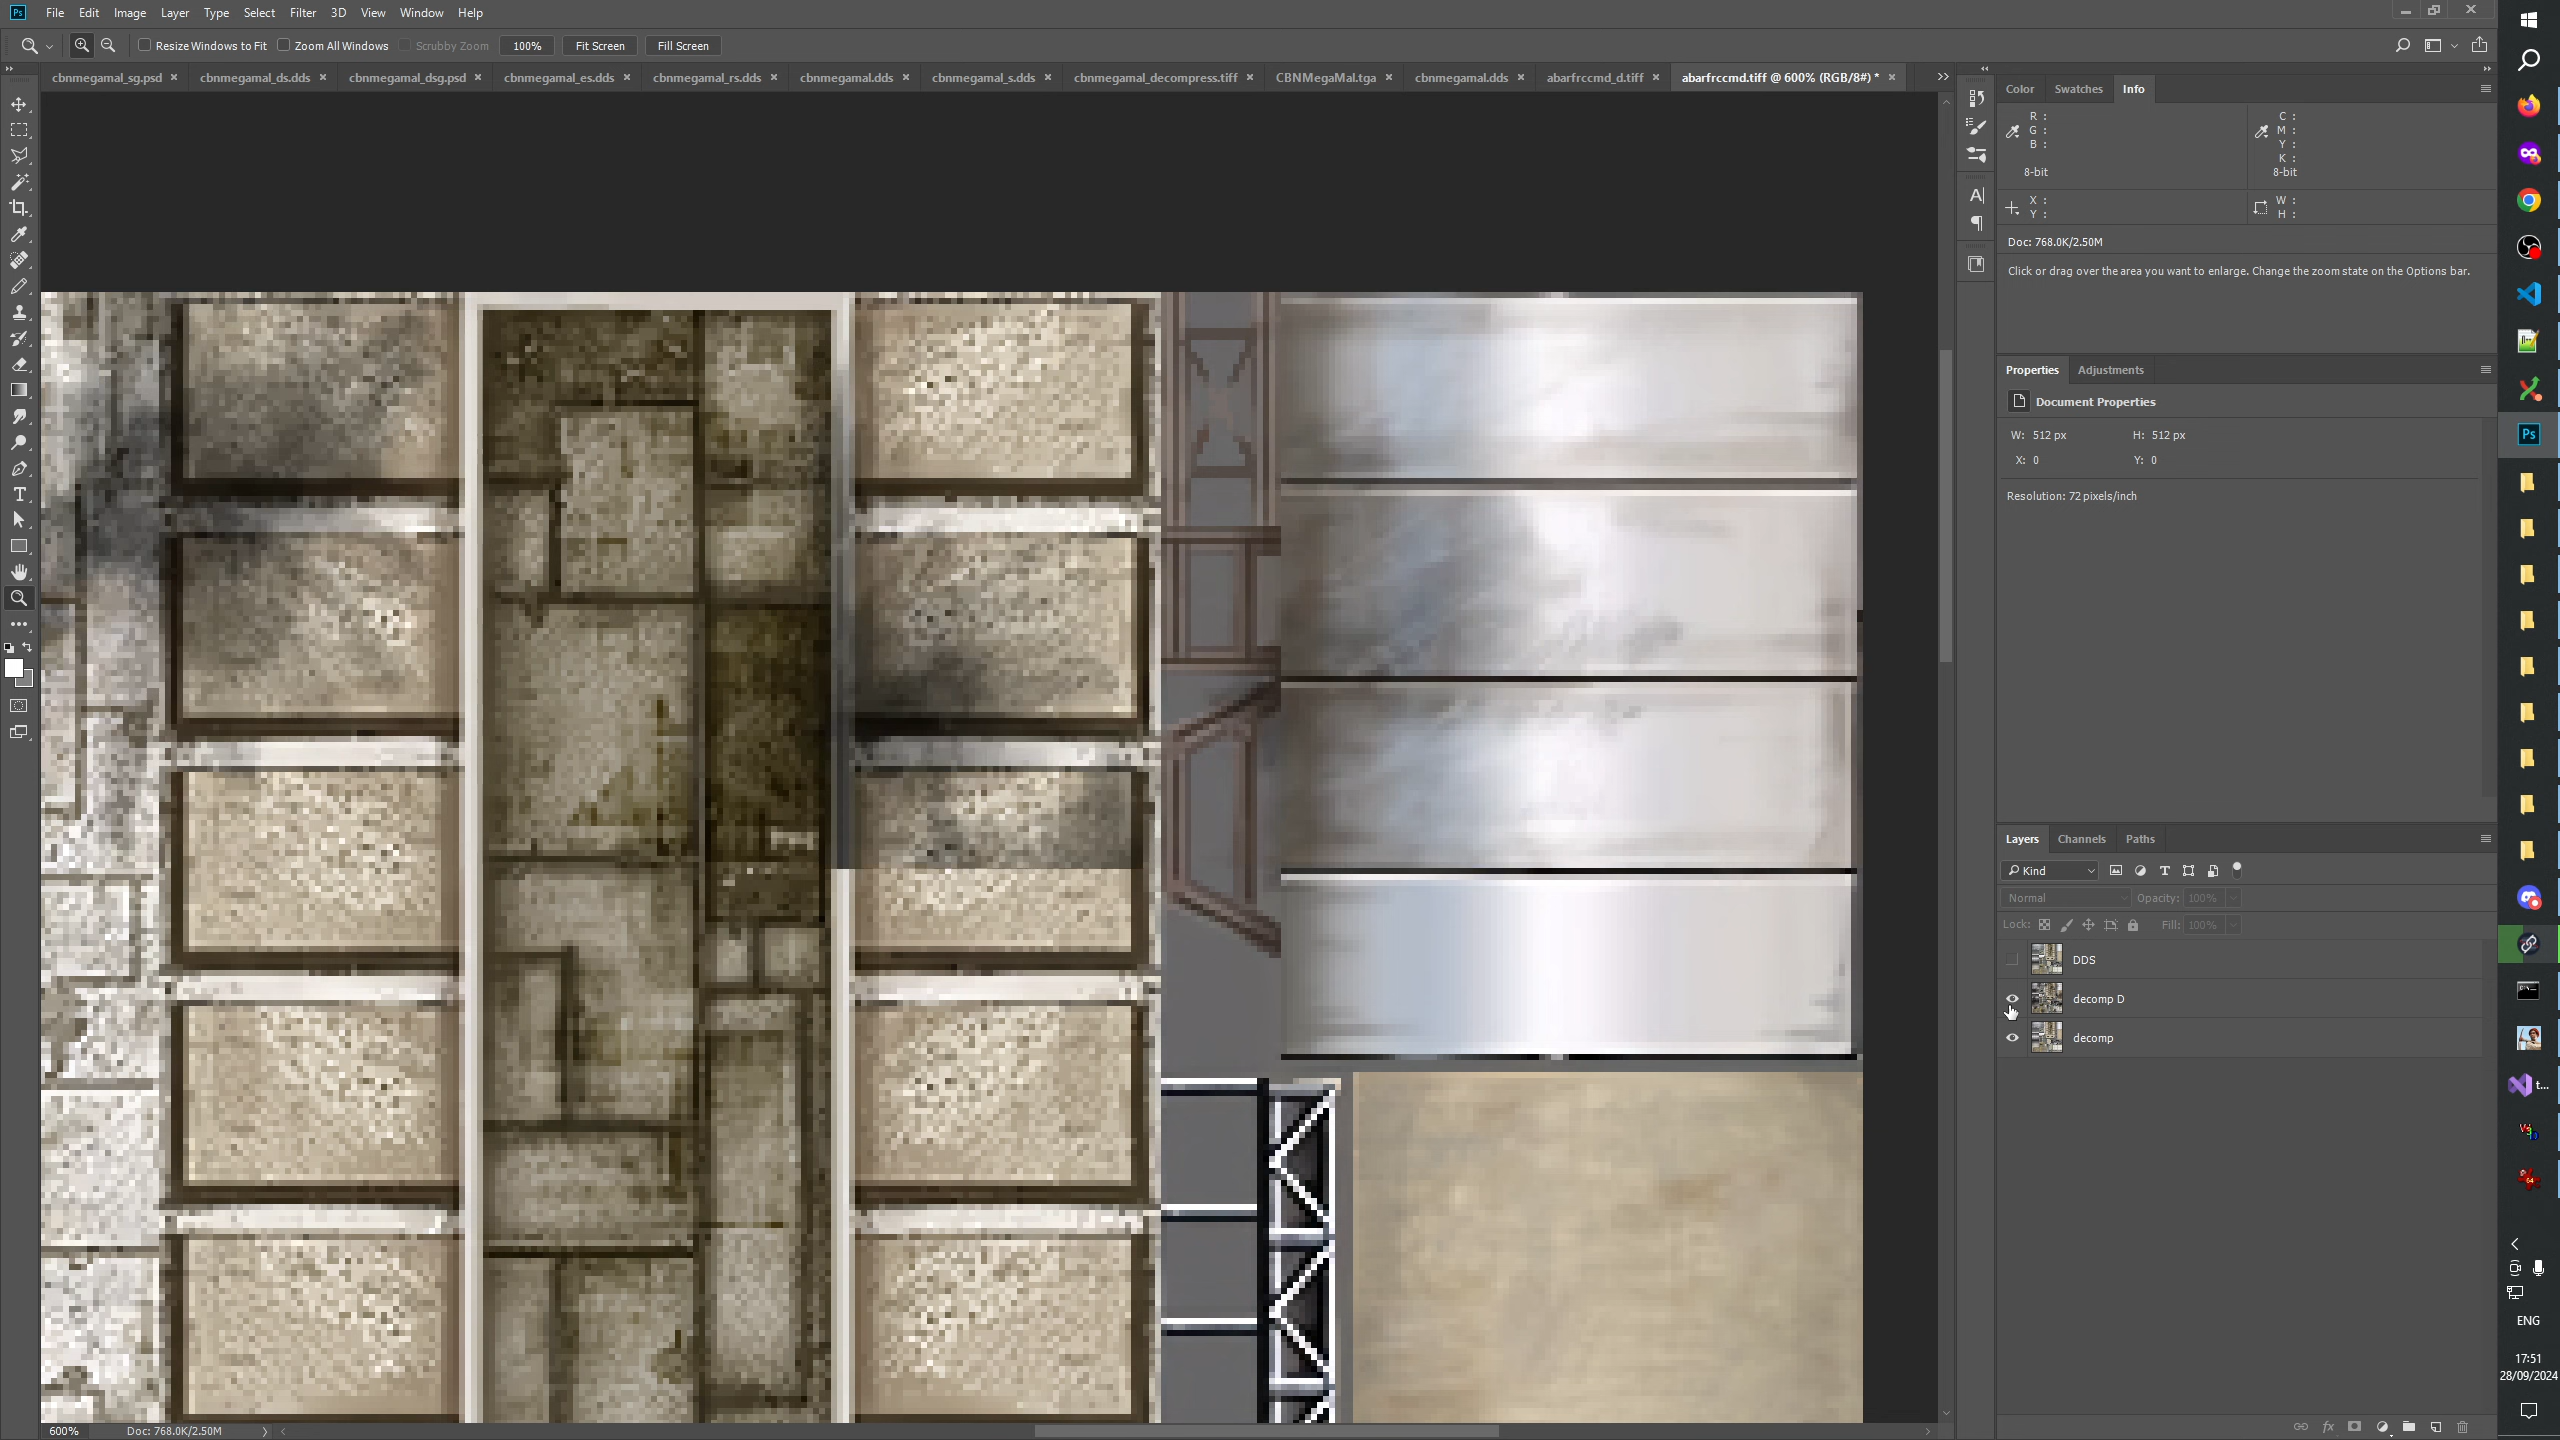 Ps File Edit Image Layer Type Select Filter 3D View Window Help
Resize Windows to Fit Zoom All Windows Scrubby Zoom 100% Fit Screen Fill Screen
cbnmegamal_sg.psd cbnmegamal_ds.dds cbnmegamal_dsg.psd cbnmegamal_es.dds cbnmegamal_rs.dds cbnmegamal.dds cbnmegamal_s.dds cbnmegamal_decompress.tiff CBNMegaMal.tga cbnmegamal.dds abarfrccmd_d.tiff abarfrccmd.tiff @ 600% (RGB/8#) *
Color Swatches Info
R : C :
G : M :
B : Y :
K :
8-bit 8-bit
X : W :
Y : H :
Doc: 768.0K/2.50M
Click or drag over the area you want to enlarge. Change the zoom state on the Options bar.
Properties Adjustments
Document Properties
W: 512 px H: 512 px
X: 0 Y: 0
Resolution: 72 pixels/inch
Layers Channels Paths
Kind
Normal Opacity: 100%
Lock: Fill: 100%
DDS
decomp D
decomp
600% Doc: 768.0K/2.50M
Ps
t...
64
ENG
17:51
28/09/2024